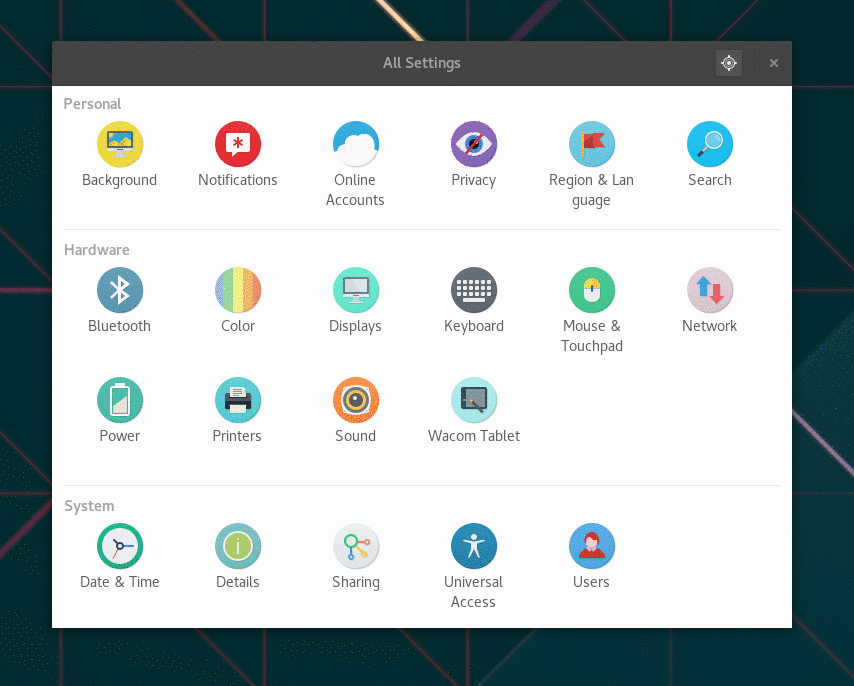 All Settings
Personal
Background
Notifications
Online
Accounts
Privacy
Region & Lan
guage
Search
Hardware
Bluetooth
Color
Displays
Keyboard
Mouse &
Touchpad
Network
Power
Printers
Sound
Wacom Tablet
System
Date & Time
Details
Sharing
Universal
Access
Users